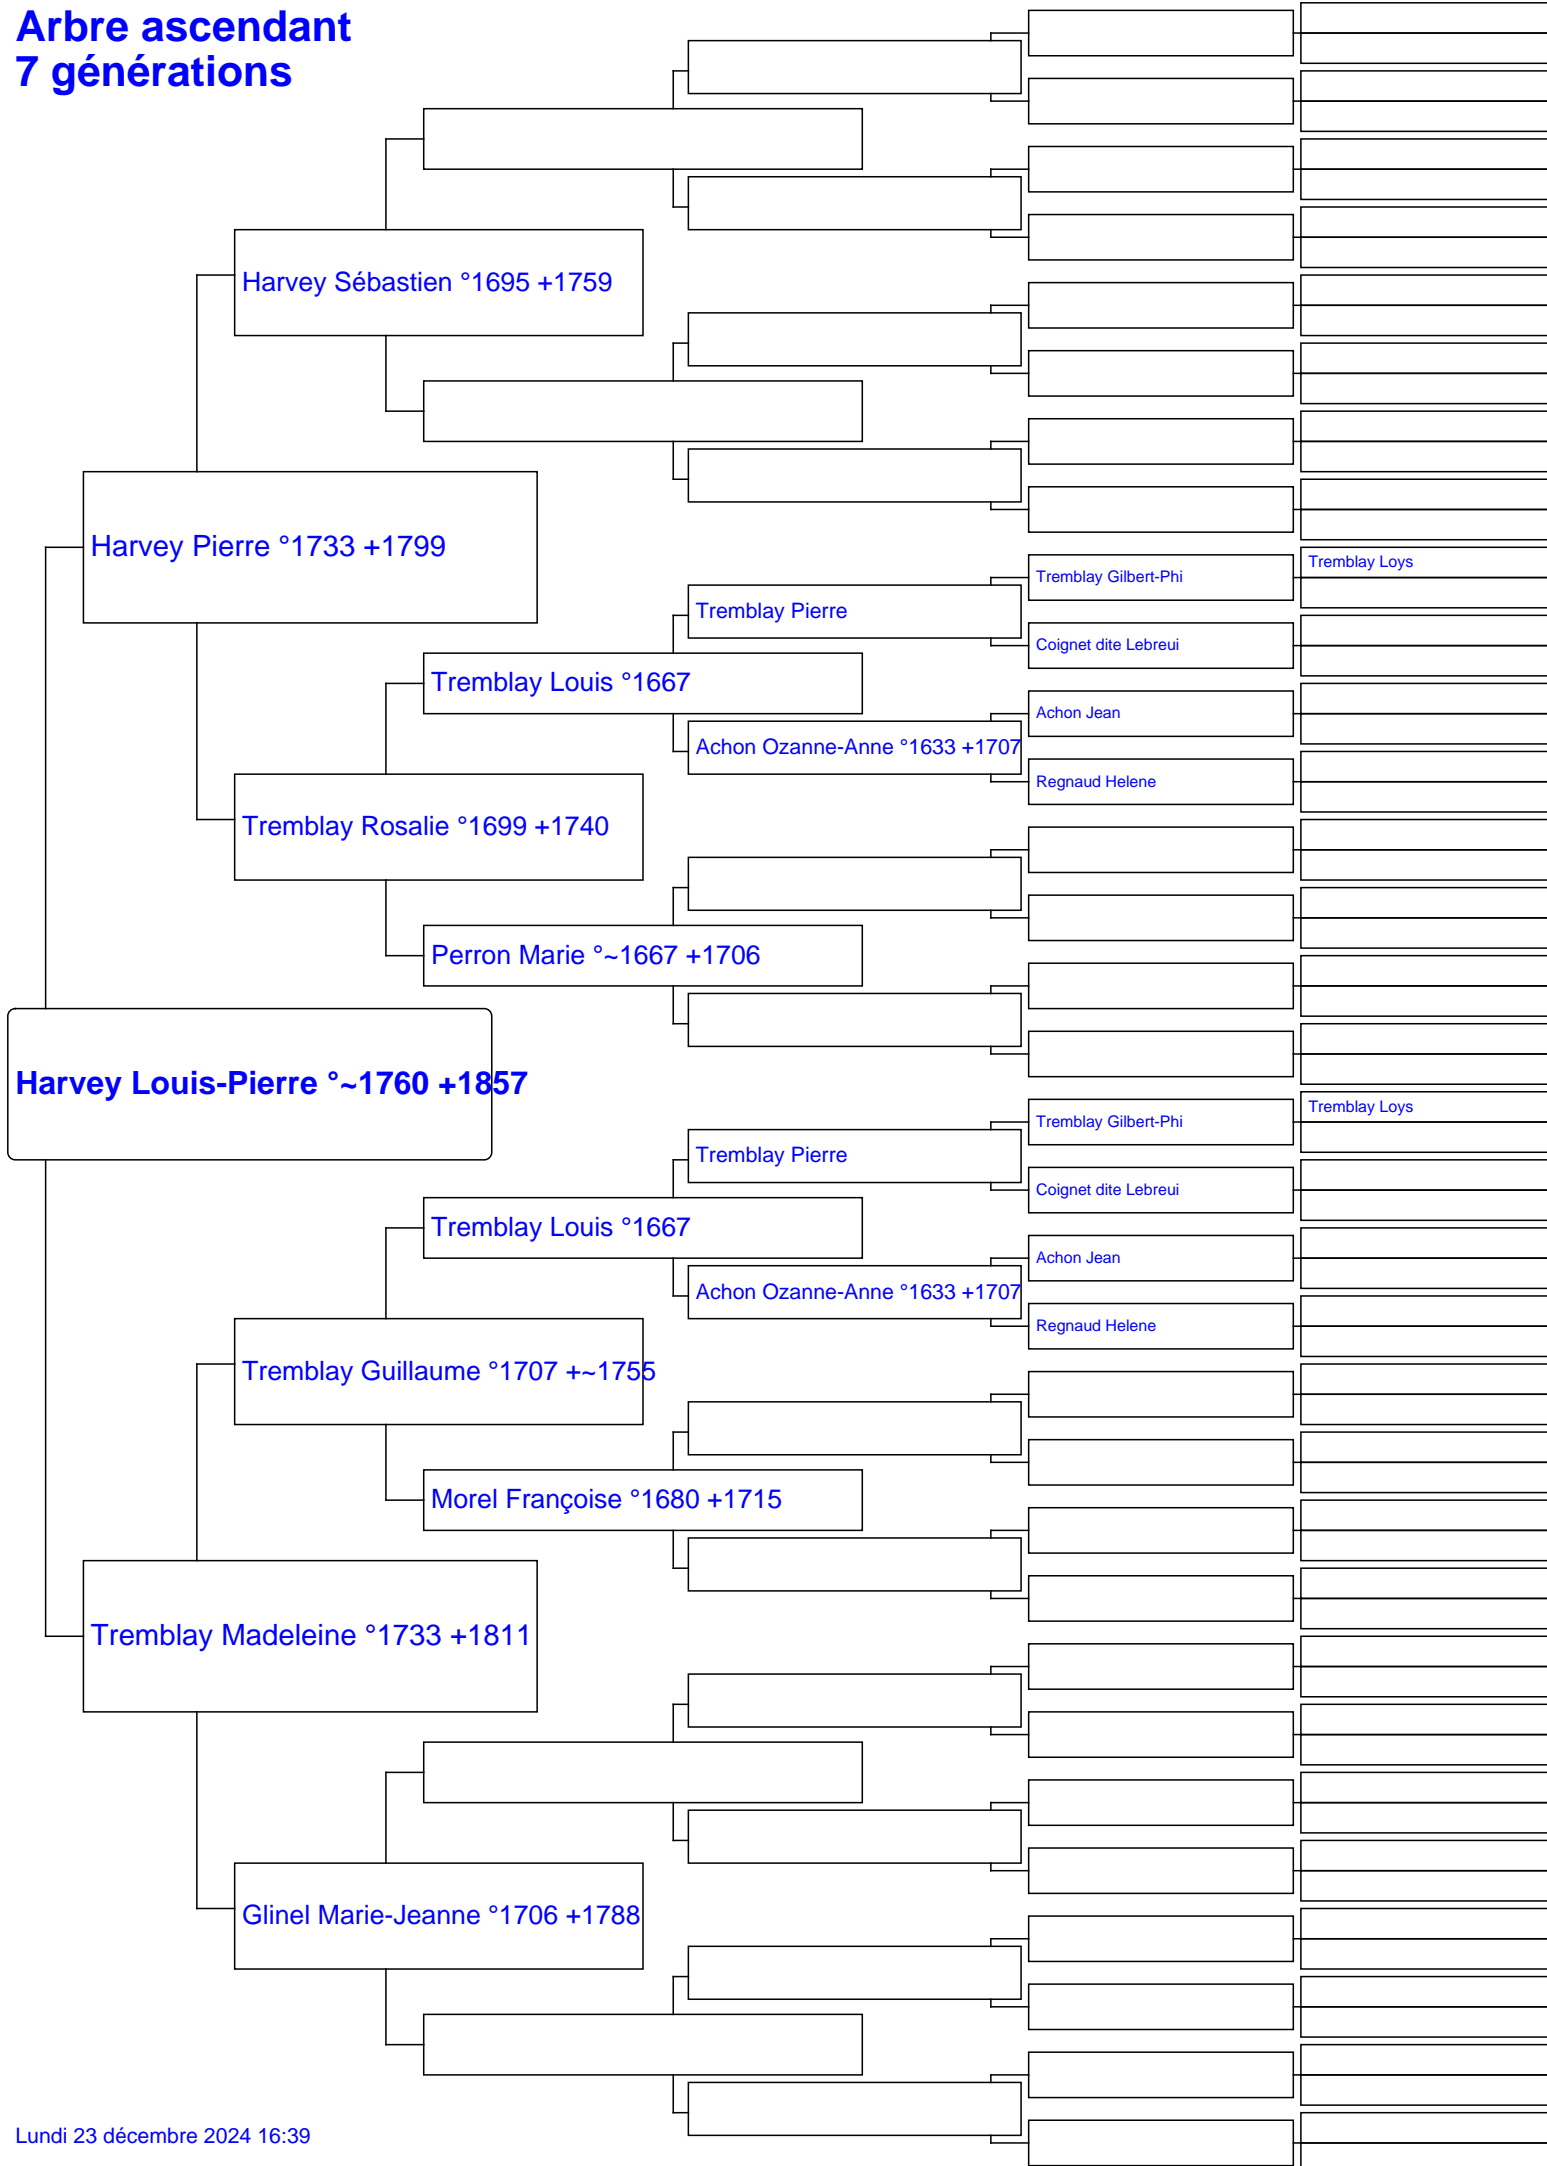 Arbre ascendant
7 générations
Harvey Sébastien °1695 +1759
Harvey Pierre °1733 +1799
Tremblay Gilbert-Phi
Tremblay Loys
Tremblay Pierre
Coignet dite Lebreui
Tremblay Louis °1667
Achon Jean
Achon Ozanne-Anne °1633 +1707
Regnaud Helene
Tremblay Rosalie °1699 +1740
Perron Marie °~1667 +1706
Harvey Louis-Pierre °~1760 +1857
Tremblay Gilbert-Phi
Tremblay Loys
Tremblay Pierre
Coignet dite Lebreui
Tremblay Louis °1667
Achon Jean
Achon Ozanne-Anne °1633 +1707
Regnaud Helene
Tremblay Guillaume °1707 +~1755
Morel Françoise °1680 +1715
Tremblay Madeleine °1733 +1811
Glinel Marie-Jeanne °1706 +1788
Lundi 23 décembre 2024 16:39